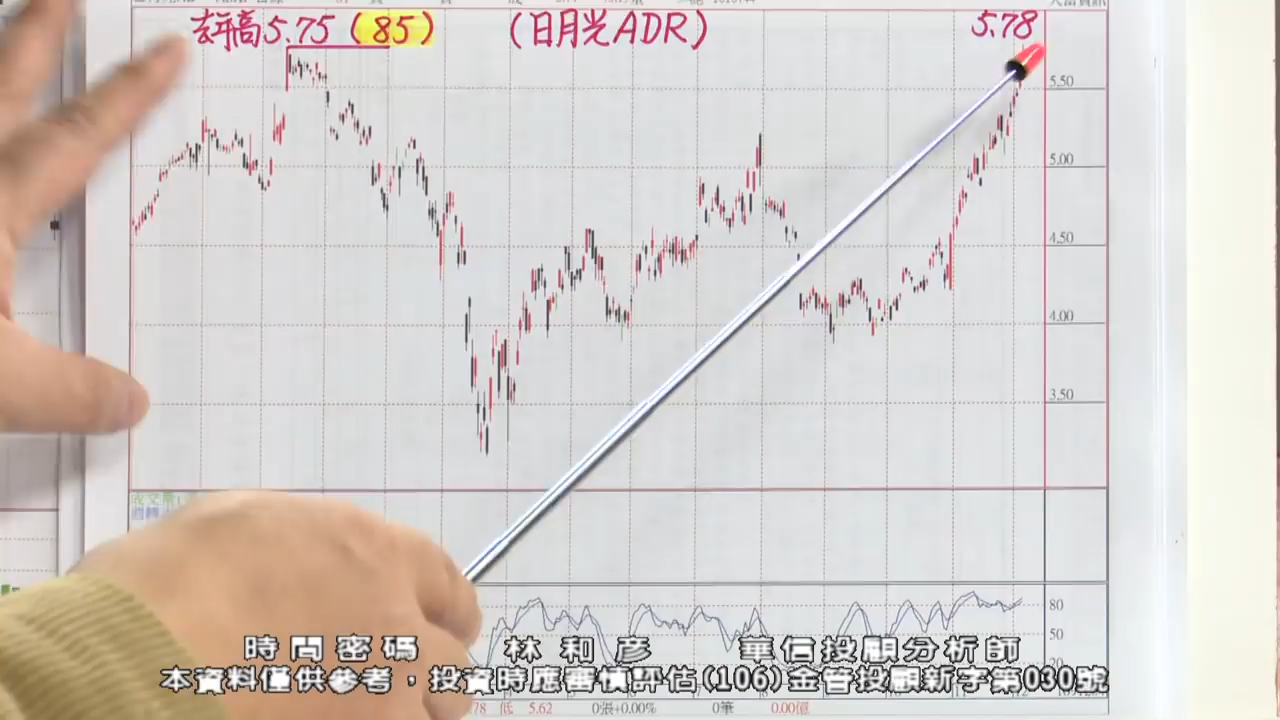 去年高5.75(85) (日月光ADR) 5.78
5.50
5.00
4.50
4.00
3.50
80
50
20
時間密碼 林和彥 華信投顧分析師
本資料僅供參考,投資時應審慎評估(106)金管投顧新字第030號
78 低 5.62 0張+0.00% 0筆 0.00億